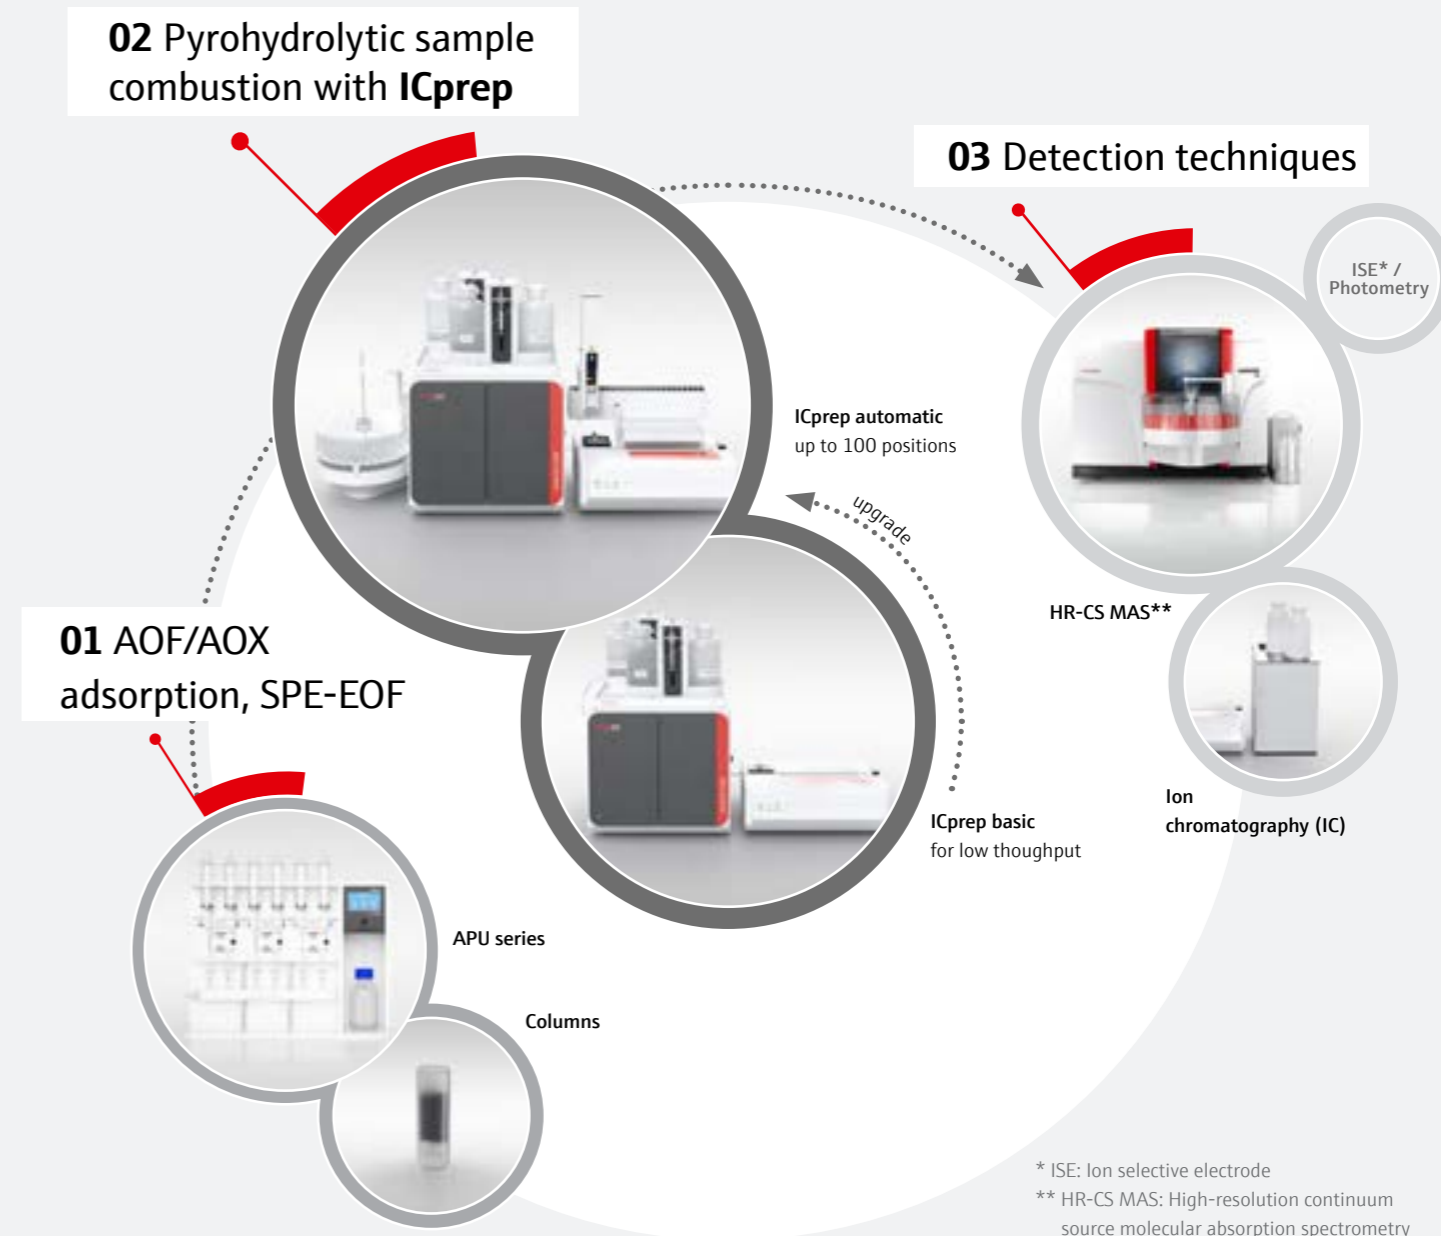 02 Pyrohydrolytic sample
combustion with ICprep
03 Detection techniques
ISE* /
Photometry
ICprep automatic
up to 100 positions
upgrade
HR-CS MAS**
01 AOF/AOX
adsorption, SPE-EOF
Ion
chromatography (IC)
ICprep basic
for low thoughput
APU series
Columns
* ISE: Ion selective electrode
** HR-CS MAS: High-resolution continuum
source molecular absorption spectrometry